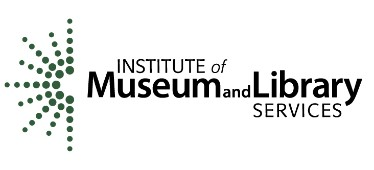 INSTITUTE of
Museum and Library
SERVICES